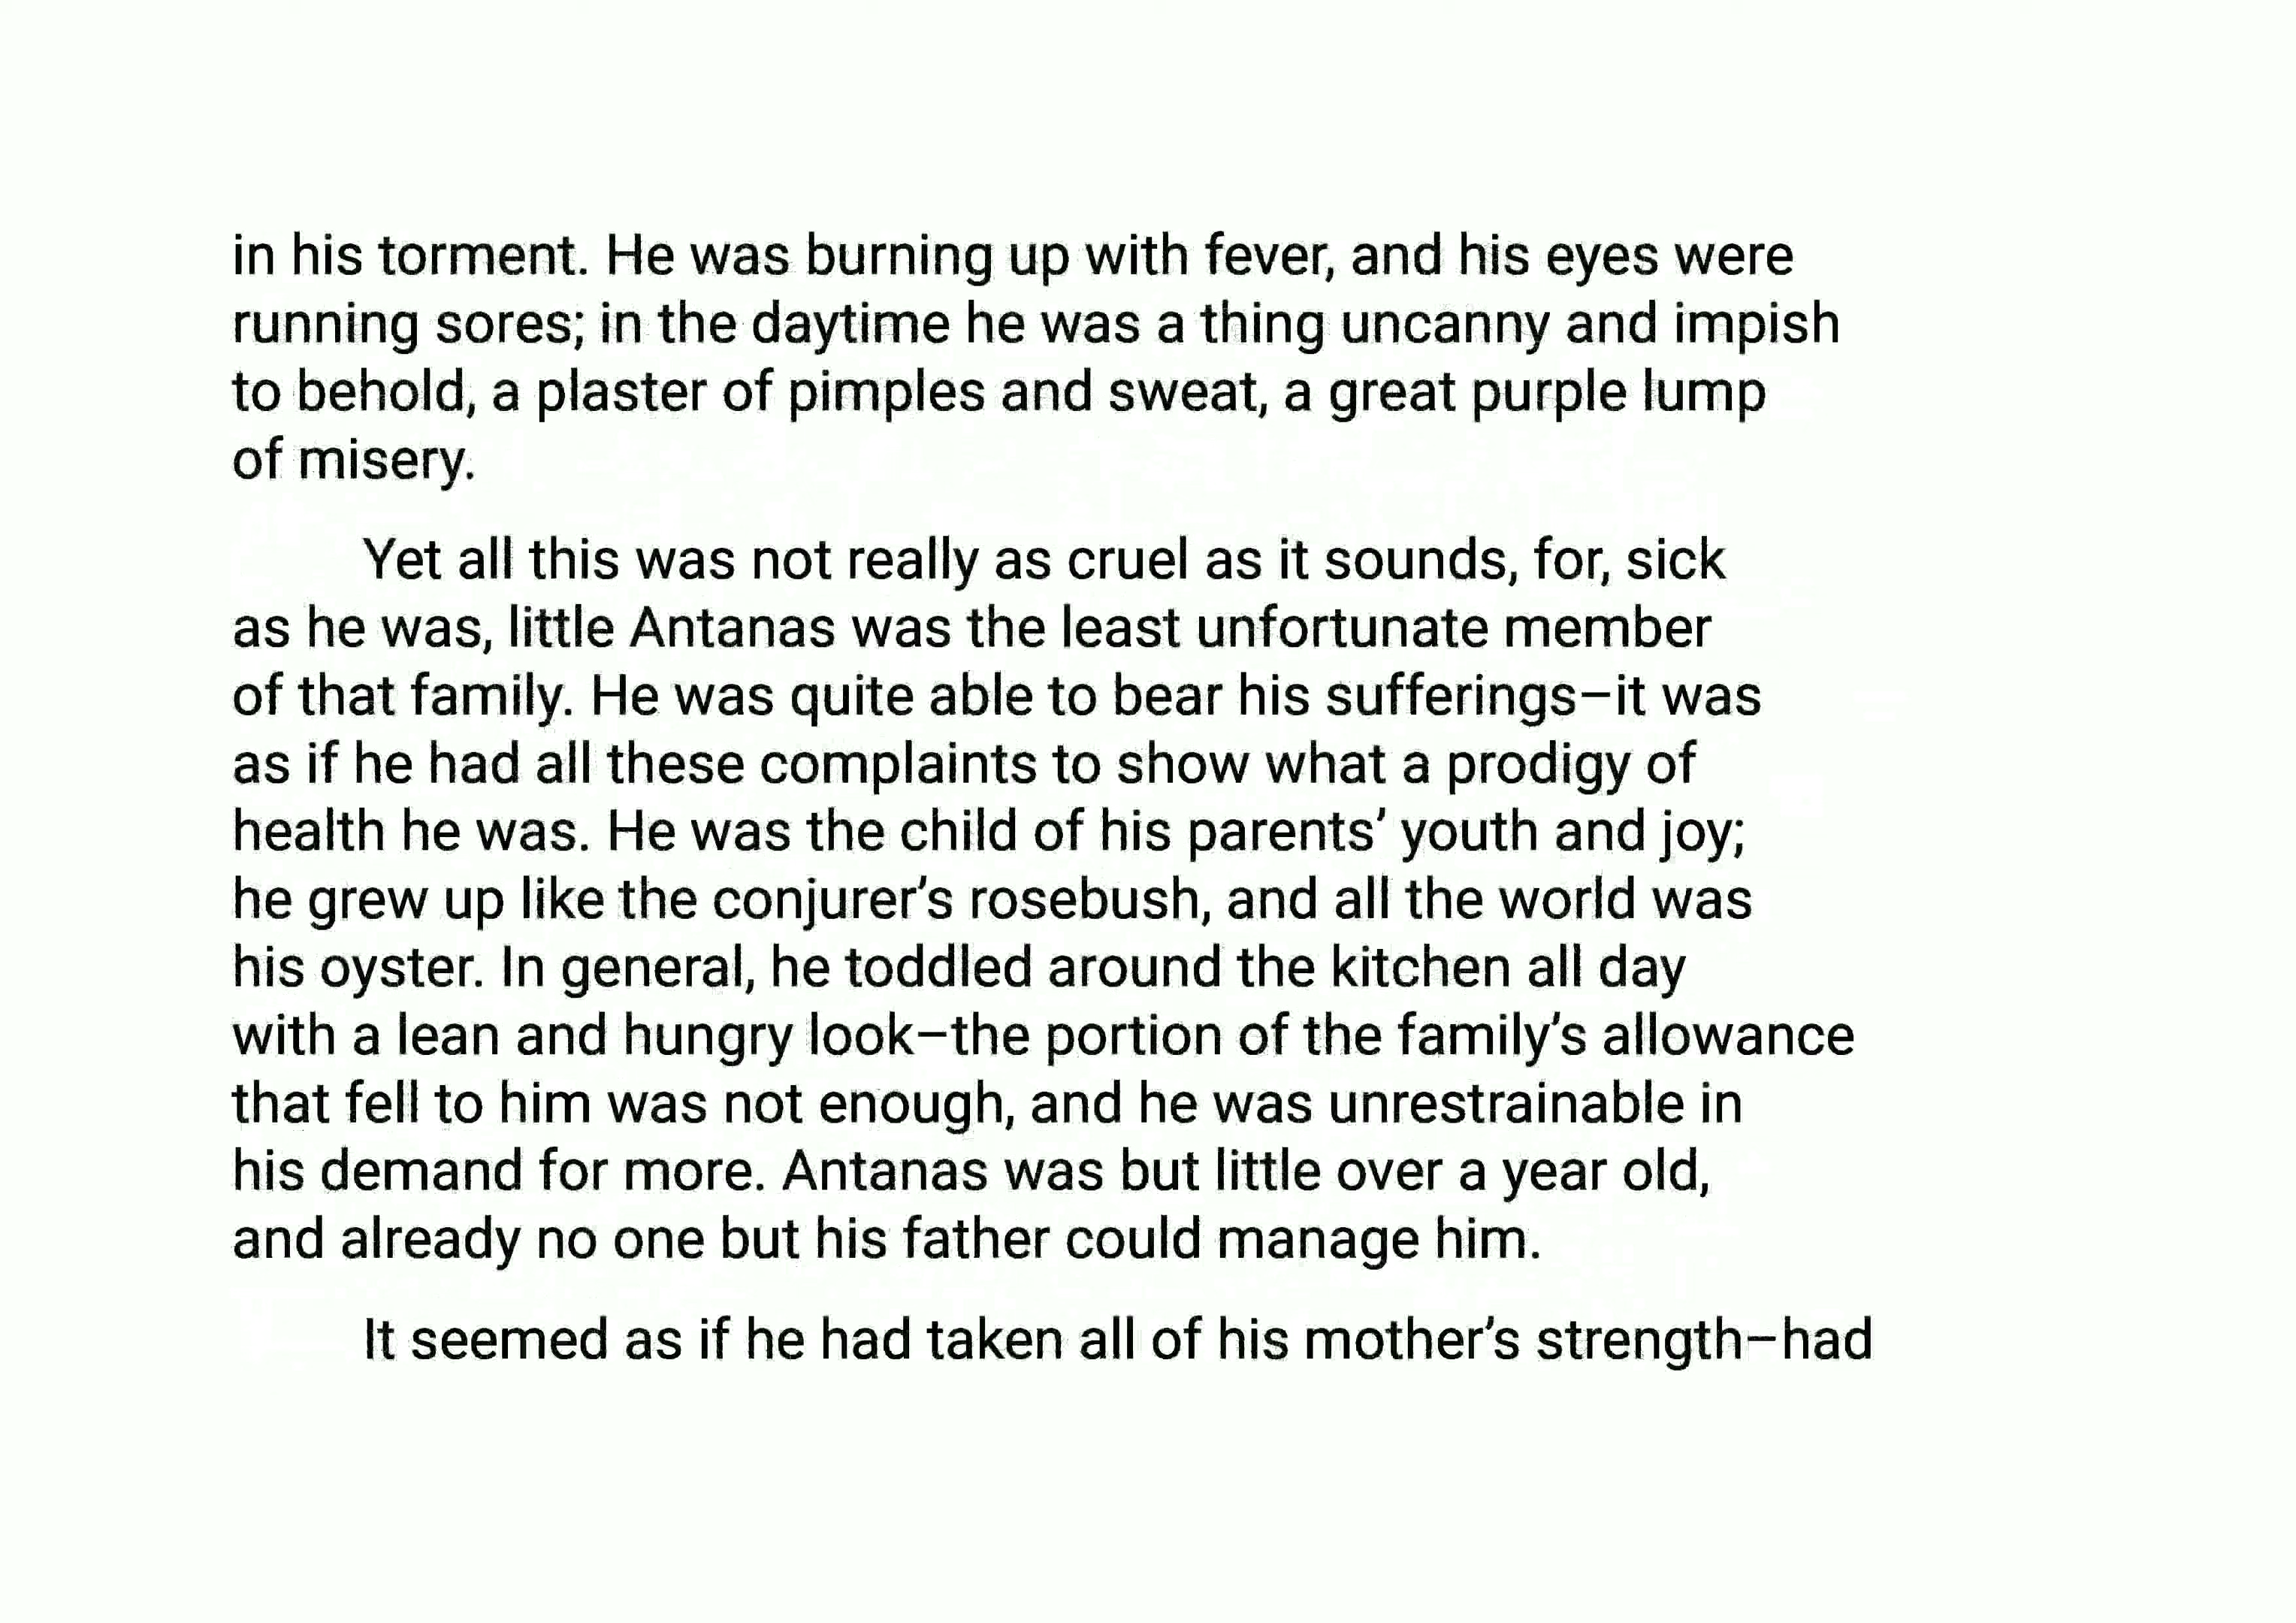 in his torment. He was burning up with fever, and his eyes were
running sores; in the daytime he was a thing uncanny and impish
to behold, a plaster of pimples and sweat, a great purple lump
of misery.
Yet all this was not really as cruel as it sounds, for, sick
as he was, little Antanas was the least unfortunate member
of that family. He was quite able to bear his sufferings–it was
as if he had all these complaints to show what a prodigy of
health he was. He was the child of his parents’ youth and joy;
he grew up like the conjurer’s rosebush, and all the world was
his oyster. In general, he toddled around the kitchen all day
with a lean and hungry look–the portion of the family’s allowance
that fell to him was not enough, and he was unrestrainable in
his demand for more. Antanas was but little over a year old,
and already no one but his father could manage him.
It seemed as if he had taken all of his mother’s strength–had